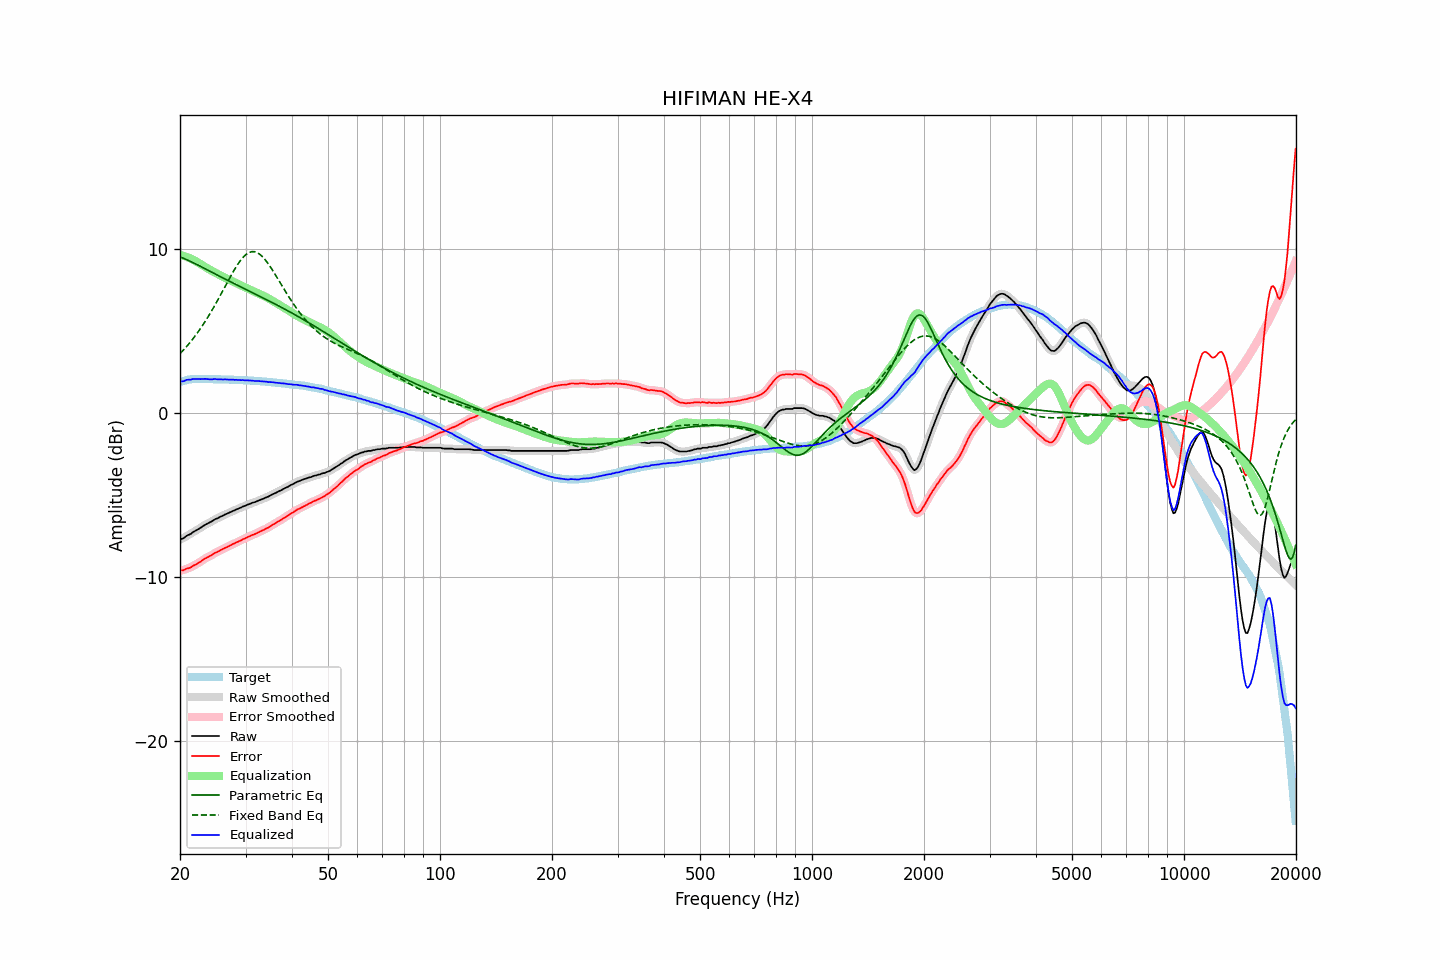 HIFIMAN HE-X4
Amplitude (dBr)
10
0
−10
−20
Target
Raw Smoothed
Error Smoothed
Raw
Error
Equalization
Parametric Eq
Fixed Band Eq
Equalized
20 50 100 200 500 1000 2000 5000 10000 20000
Frequency (Hz)